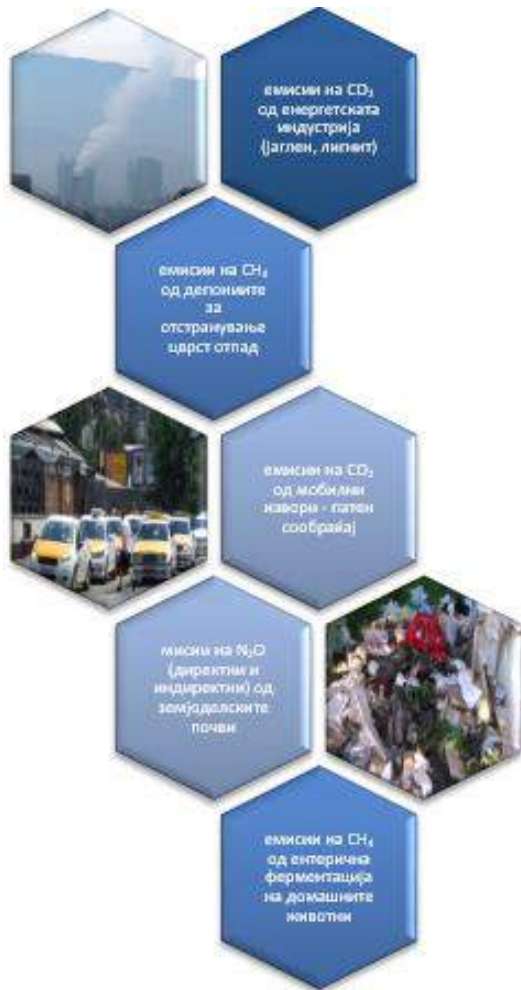 емисии на CO₂
од енергетската
индустрија
(јаглен, лигнит)
емисии на CH₄
од депониите
за
отстранување
цврст отпад
емисии на CO₂
од мобилни
извори - патен
сообраќај
мисии на N₂O
(директни и
индиректни) од
земјоделските
почви
емисии на CH₄
од ентерична
ферментација
на домашните
животни